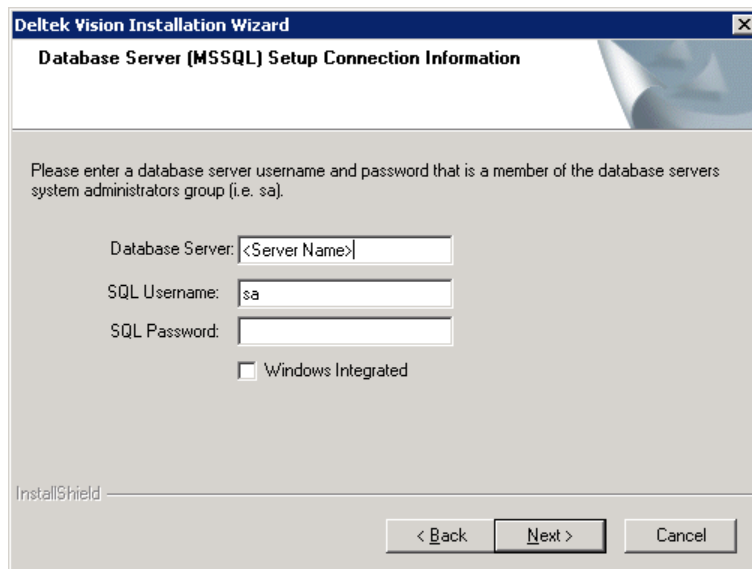 Deltek Vision Installation Wizard
Database Server (MSSQL) Setup Connection Information
Please enter a database server username and password that is a member of the database servers
system administrators group (i.e. sa).
Database Server: <Server Name>
SQL Username: sa
SQL Password:
Windows Integrated
InstallShield
< Back Next > Cancel